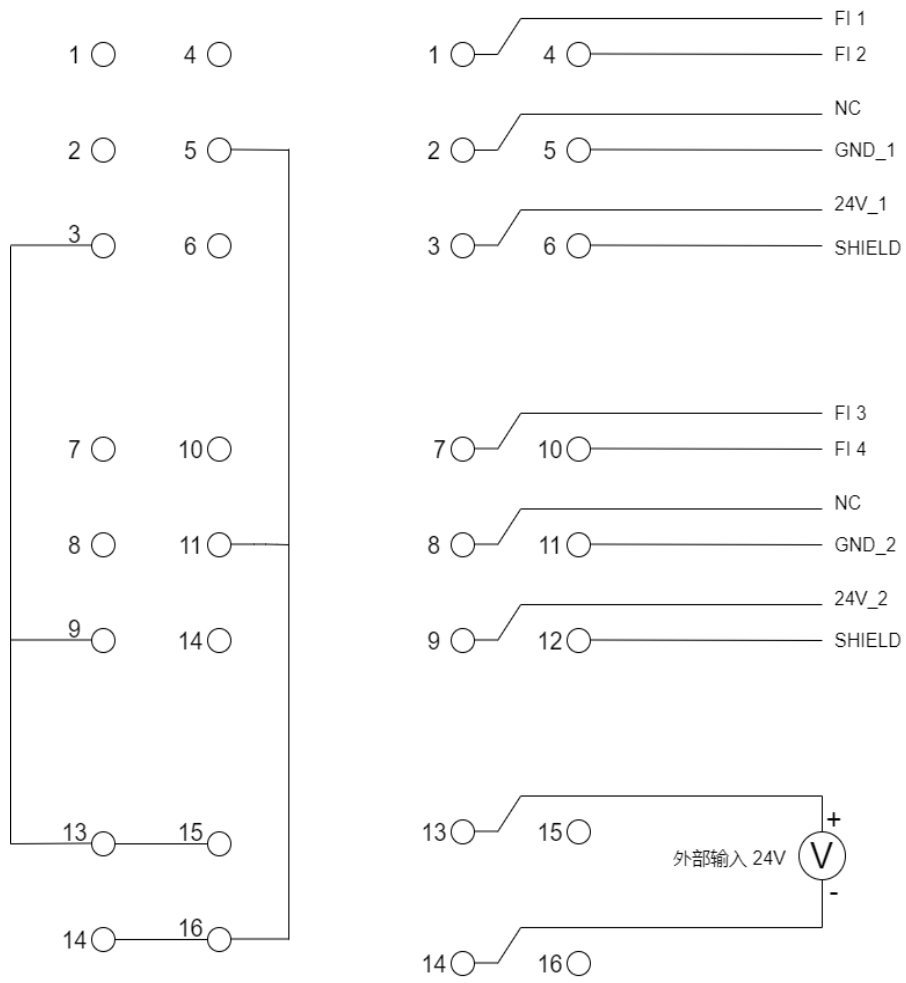 1 4 1 4 FI 1
FI 2
2 5 2 5 NC
GND_1
3 6 3 6 24V_1
SHIELD
7 10 7 10 FI 3
FI 4
8 11 8 11 NC
GND_2
9 14 9 12 24V_2
SHIELD
13 15 13 15 +
外部输入 24V V
-
14 16 14 16